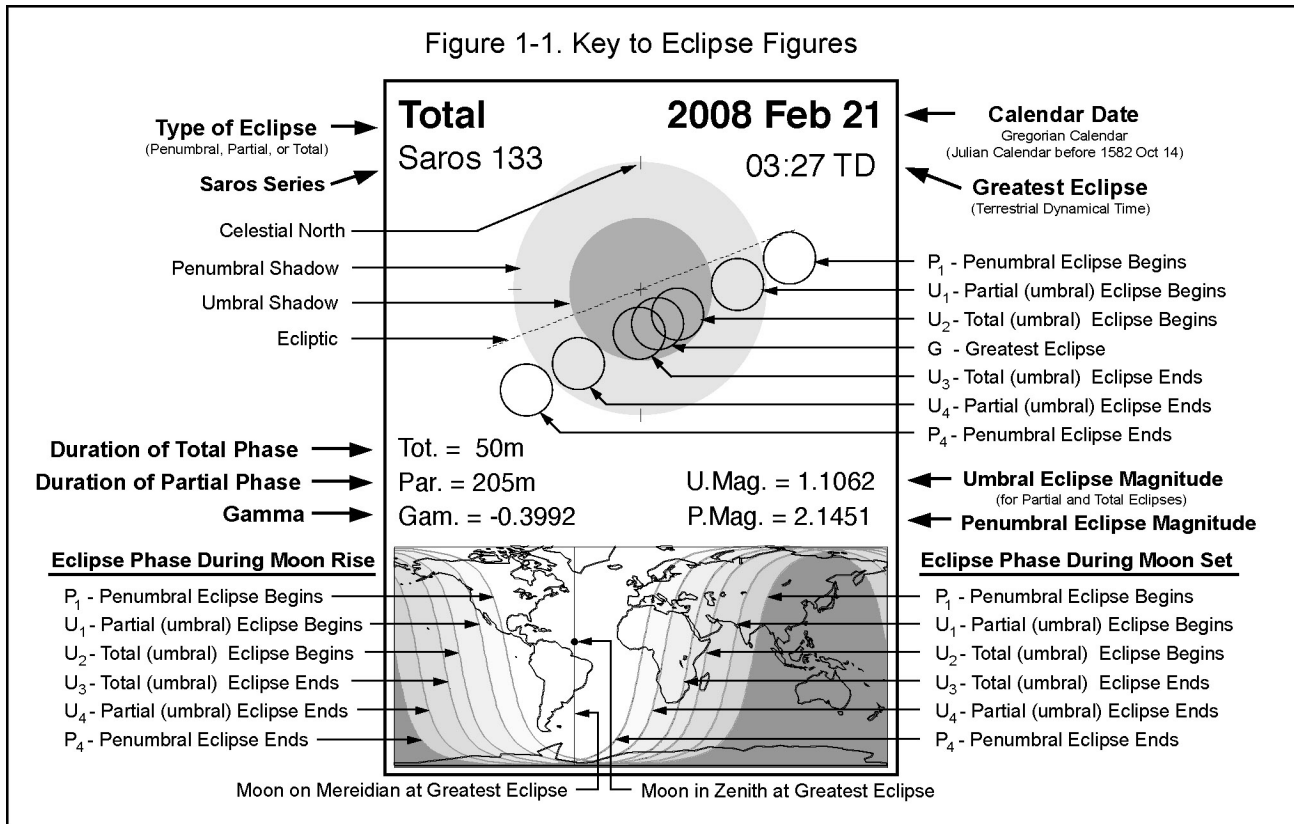 Figure 1-1. Key to Eclipse Figures
Type of Eclipse
(Penumbral, Partial, or Total)
Saros Series
Celestial North
Penumbral Shadow
Umbral Shadow
Ecliptic
Duration of Total Phase
Duration of Partial Phase
Gamma
Total
2008 Feb 21
Saros 133
03:27 TD
Tot. = 50m
Par. = 205m
U.Mag. = 1.1062
Gam. = -0.3992
P.Mag. = 2.1451
Calendar Date
Gregorian Calendar
(Julian Calendar before 1582 Oct 14)
Greatest Eclipse
(Terrestrial Dynamical Time)
P1 - Penumbral Eclipse Begins
U1 - Partial (umbral) Eclipse Begins
U2 - Total (umbral) Eclipse Begins
G - Greatest Eclipse
U3 - Total (umbral) Eclipse Ends
U4 - Partial (umbral) Eclipse Ends
P4 - Penumbral Eclipse Ends
Umbral Eclipse Magnitude
(for Partial and Total Eclipses)
Penumbral Eclipse Magnitude
Eclipse Phase During Moon Rise
P1 - Penumbral Eclipse Begins
U1 - Partial (umbral) Eclipse Begins
U2 - Total (umbral) Eclipse Begins
U3 - Total (umbral) Eclipse Ends
U4 - Partial (umbral) Eclipse Ends
P4 - Penumbral Eclipse Ends
Eclipse Phase During Moon Set
P1 - Penumbral Eclipse Begins
U1 - Partial (umbral) Eclipse Begins
U2 - Total (umbral) Eclipse Begins
U3 - Total (umbral) Eclipse Ends
U4 - Partial (umbral) Eclipse Ends
P4 - Penumbral Eclipse Ends
Moon on Mereidian at Greatest Eclipse
Moon in Zenith at Greatest Eclipse